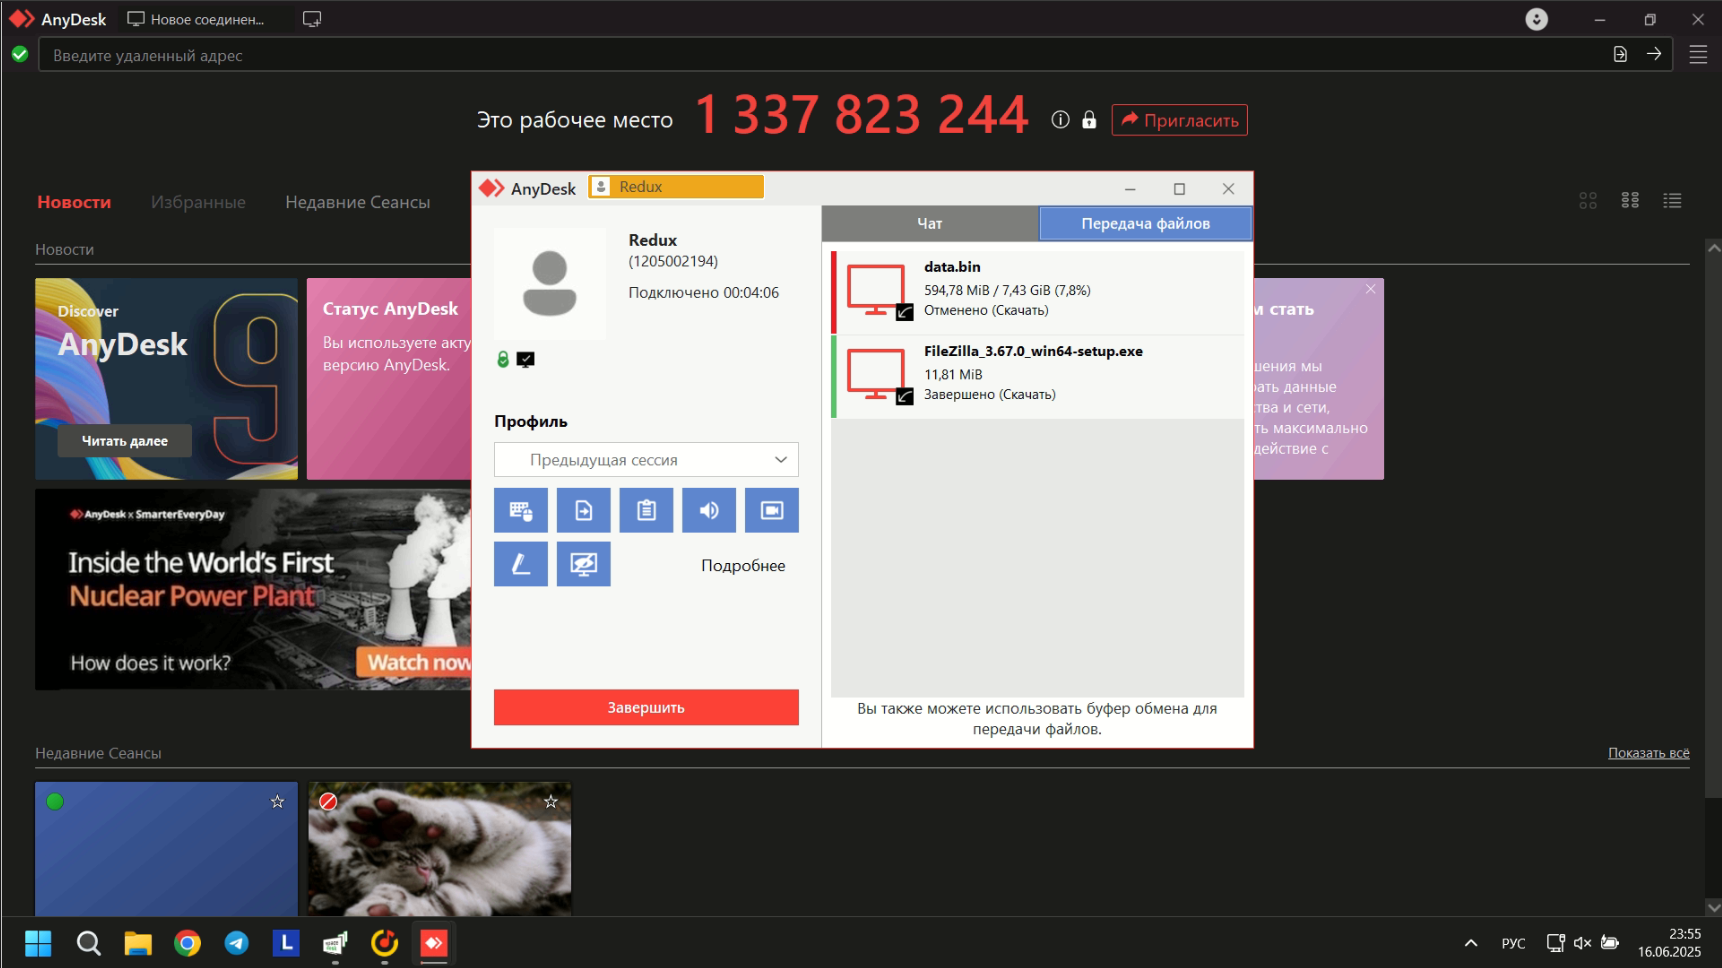 AnyDesk
Новое соединен...
Введите удаленный адрес
Это рабочее место 1 337 823 244 Пригласить
Новости Избранные Недавние Сеансы
Новости
Discover
AnyDesk
9
Читать далее
Статус AnyDesk
Вы используете акту
версию AnyDesk.
м стать
шения мы
рать данные
тва и сети,
ть максимально
действие с
AnyDesk x SmarterEveryDay
Inside the World's First
Nuclear Power Plant
How does it work?
Watch now
AnyDesk Redux
Redux
(1205002194)
Подключено 00:04:06
Профиль
Предыдущая сессия
Подробнее
Завершить
Чат Передача файлов
data.bin
594,78 MiB / 7,43 GiB (7,8%)
Отменено (Скачать)
FileZilla_3.67.0_win64-setup.exe
11,81 MiB
Завершено (Скачать)
Вы также можете использовать буфер обмена для
передачи файлов.
Недавние Сеансы Показать всё
L
РУС
23:55
16.06.2025